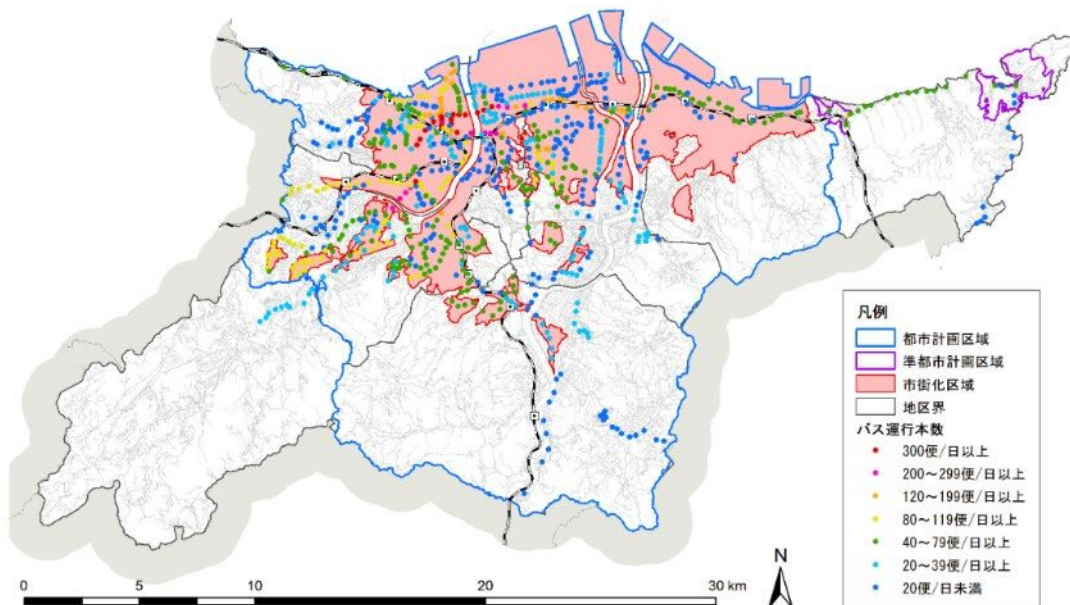 凡例
都市計画区域
準都市計画区域
市街化区域
地区界
バス運行本数
300便/日以上
200～299便/日以上
120～199便/日以上
80～119便/日以上
40～79便/日以上
20～39便/日以上
20便/日未満
N
0 5 10 20 30 km